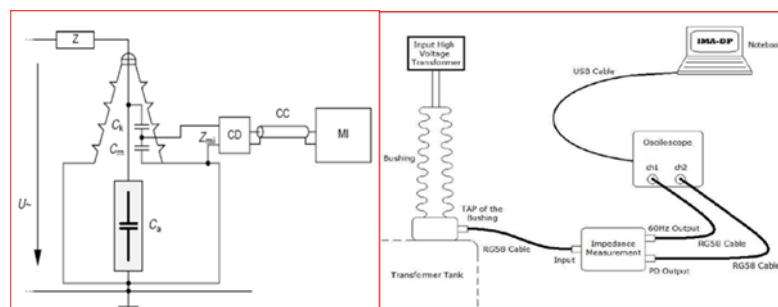 Z
Ck
Cm
Zmi
CD
CC
MI
U~
Ca
Input High
Voltage
Transformer
IMA-DP
Notebook
USB Cable
Osciloscope
ch1
ch2
Bushing
TAP of the
Bushing
RG58 Cable
Input
Impedance
Measurement
60Hz Output
RG58 Cable
PD Output
RG58 Cable
Transformer Tank